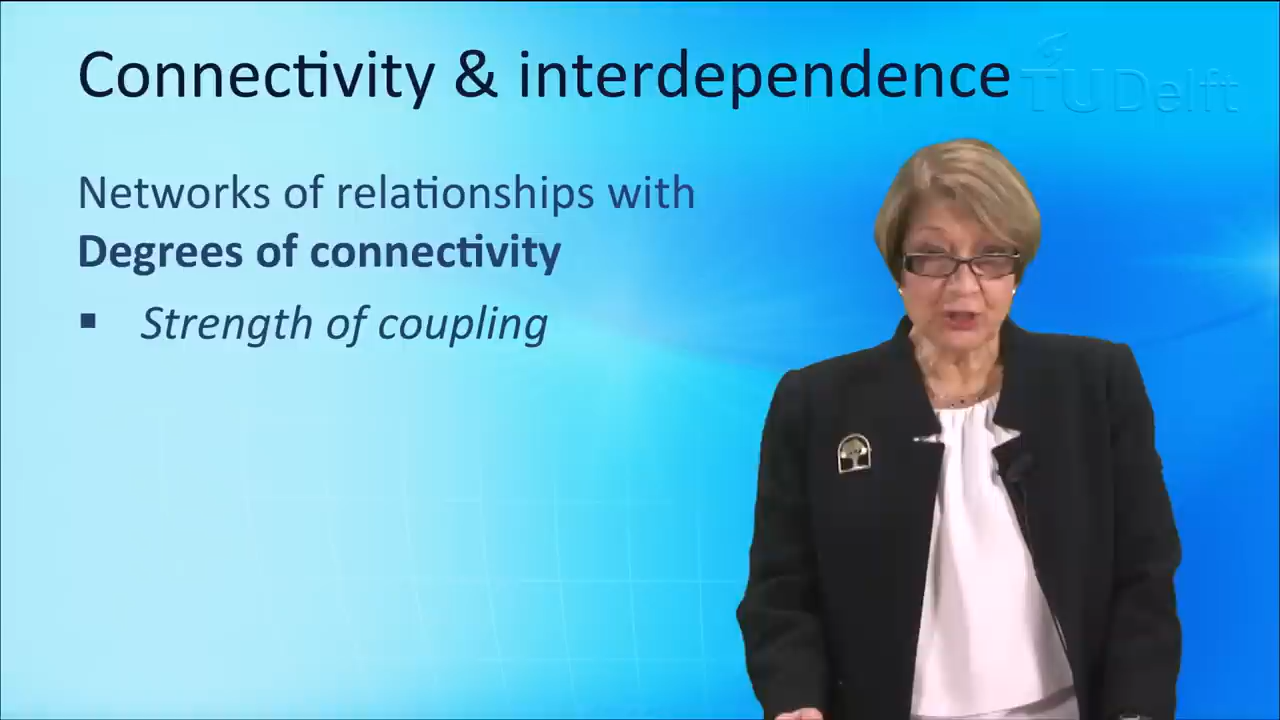 Connectivity & interdependence
TUDelft
Networks of relationships with
Degrees of connectivity
▪ Strength of coupling